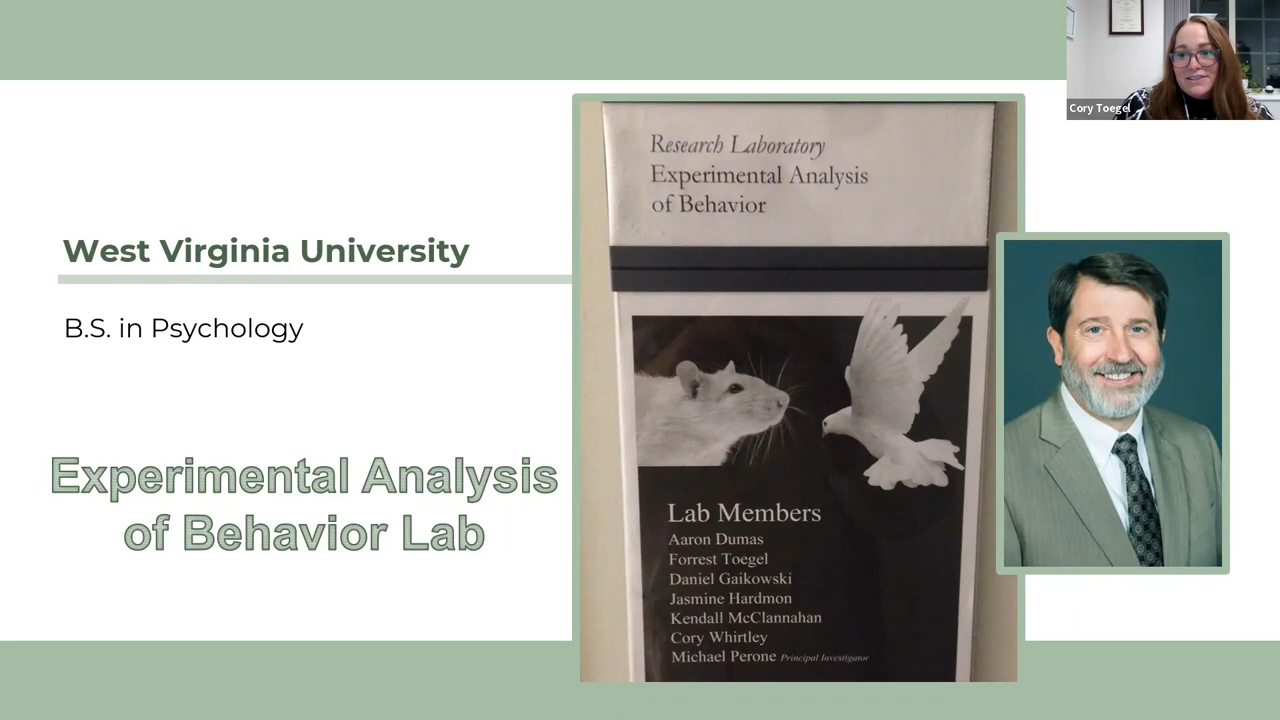 Cory Toegel
West Virginia University
B.S. in Psychology
Experimental Analysis
of Behavior Lab
Research Laboratory
Experimental Analysis
of Behavior
Lab Members
Aaron Dumas
Forrest Toegel
Daniel Gaikowski
Jasmine Hardmon
Kendall McClannahan
Cory Whirtley
Michael Perone Principal Investigator